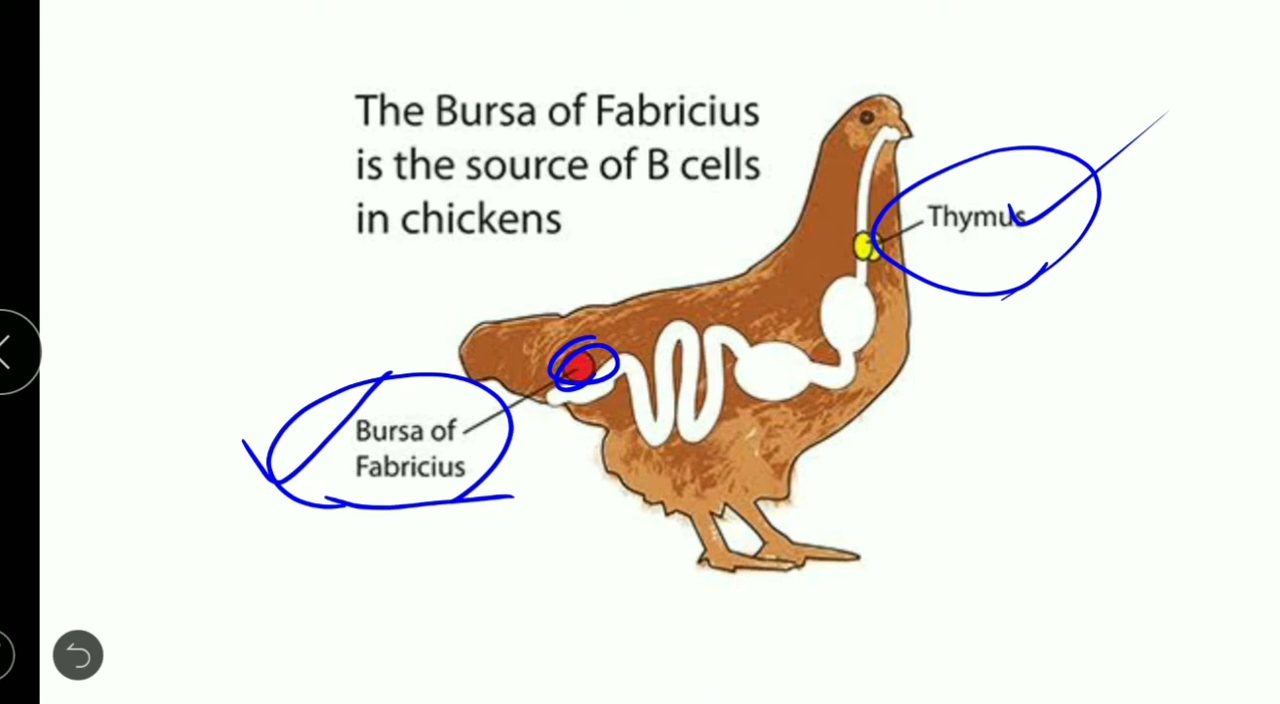 The Bursa of Fabricius
is the source of B cells
in chickens
Thymus
Bursa of
Fabricius